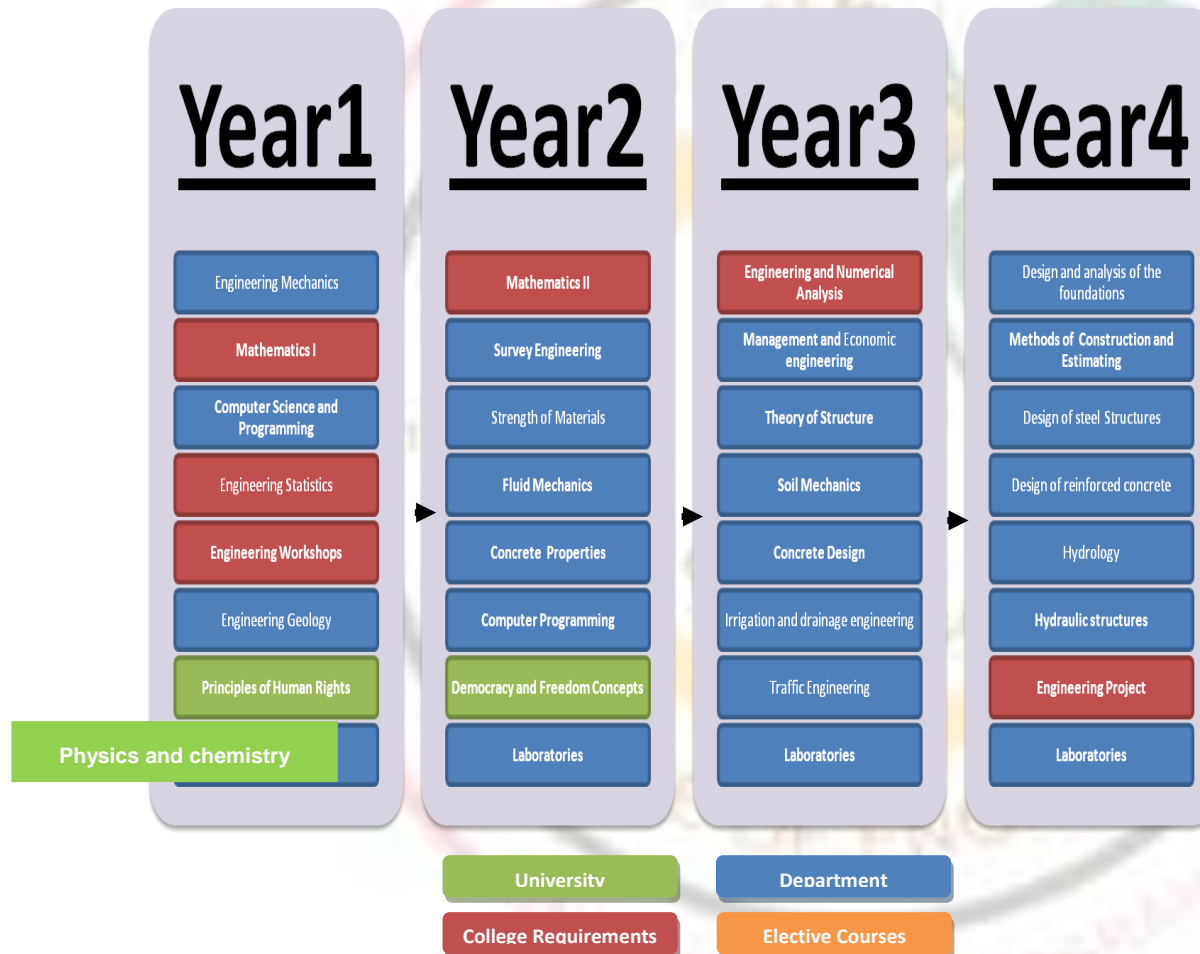 Year1
Engineering Mechanics
Mathematics I
Computer Science and
Programming
Engineering Statistics
Engineering Workshops
Engineering Geology
Principles of Human Rights
Physics and chemistry
Year2
Mathematics II
Survey Engineering
Strength of Materials
Fluid Mechanics
Concrete Properties
Computer Programming
Democracy and Freedom Concepts
Laboratories
Year3
Engineering and Numerical
Analysis
Management and Economic
engineering
Theory of Structure
Soil Mechanics
Concrete Design
Irrigation and drainage engineering
Traffic Engineering
Laboratories
Year4
Design and analysis of the
foundations
Methods of Construction and
Estimating
Design of steel Structures
Design of reinforced concrete
Hydrology
Hydraulic structures
Engineering Project
Laboratories
University
Department
College Requirements
Elective Courses